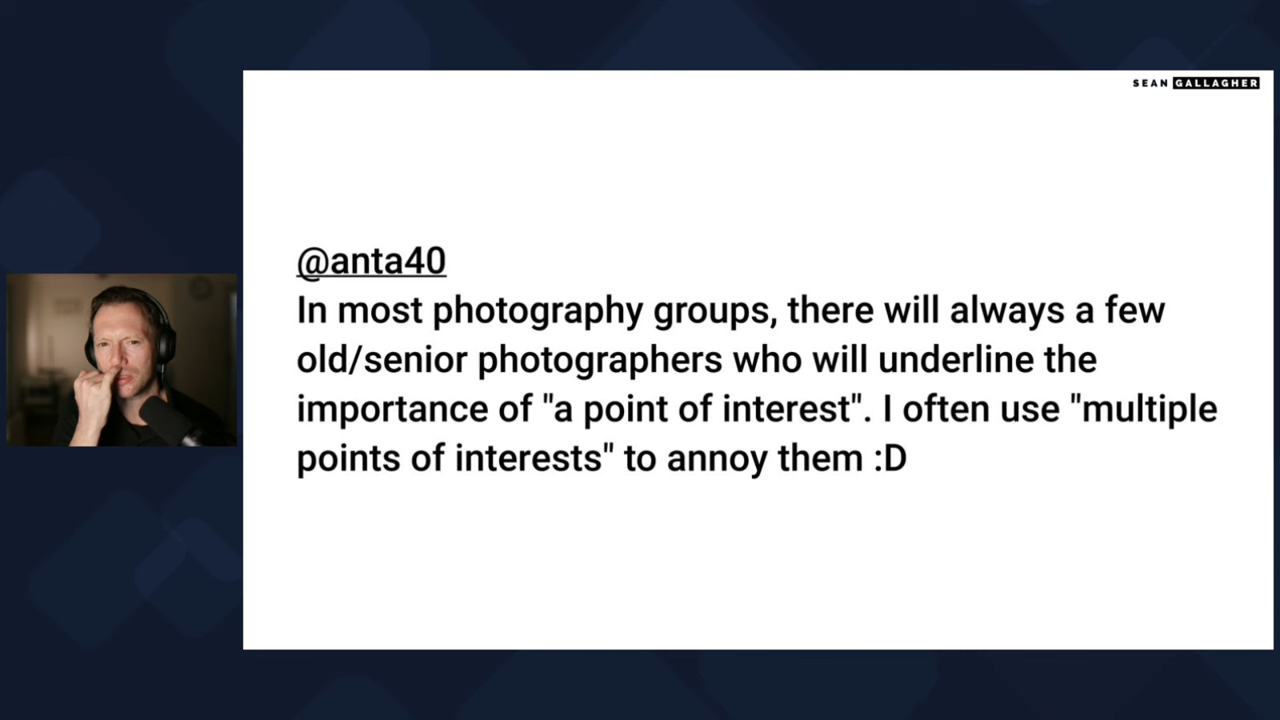 SEAN GALLAGHER
@anta40
In most photography groups, there will always a few
old/senior photographers who will underline the
importance of "a point of interest". I often use "multiple
points of interests" to annoy them :D